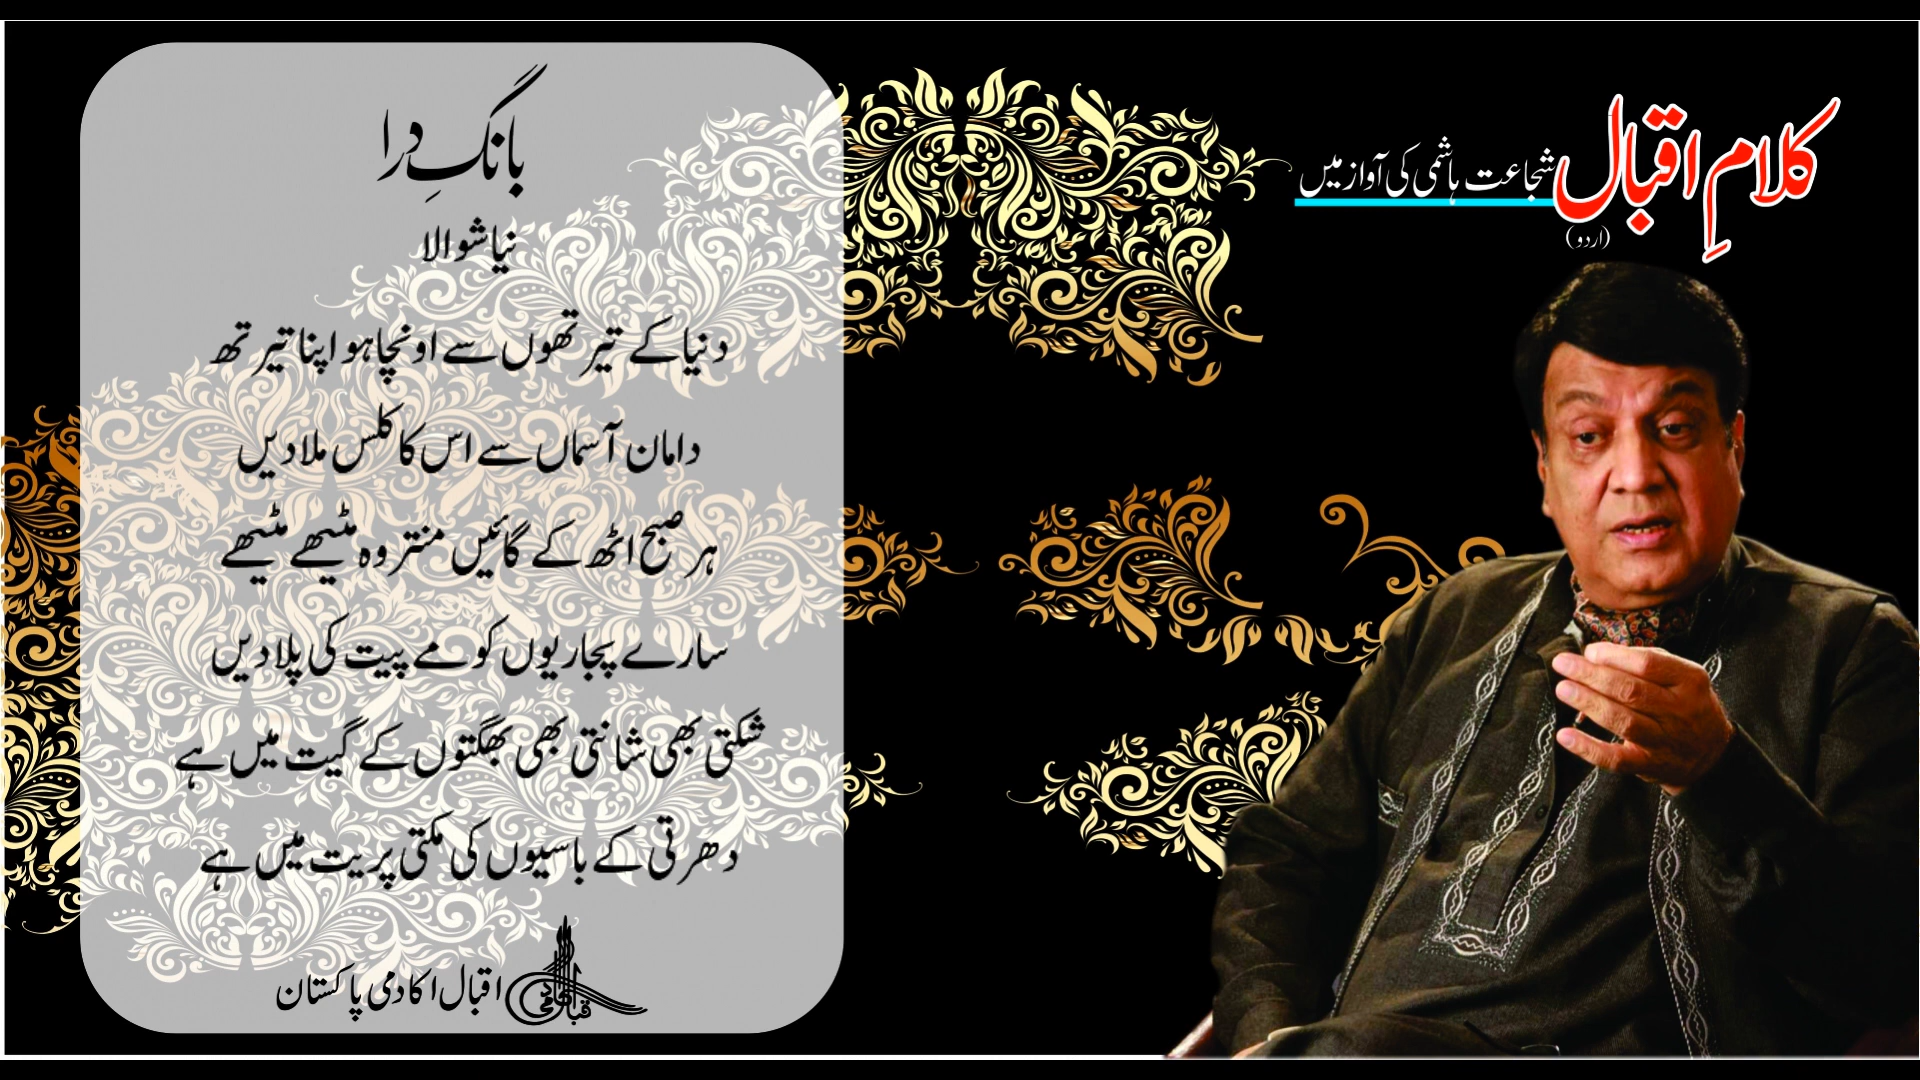 کلامِ اقبال شجاعت ہاشمی کی آواز میں
(اردو)
بانگِ درا
نیا شوالا
دنیا کے تیرتھوں سے اونچا ہو اپنا تیرتھ
دامان آسماں سے اس کا کلس ملا دیں
ہر صبح اٹھ کے گائیں منتر وہ مٹیھے مٹیھے
سارے پجاریوں کو مے پیت کی پلا دیں
شکتی بھی شانتی بھی بھگتوں کے گیت میں ہے
دھرتی کے باسیوں کی مکتی پریت میں ہے
اقبال اکادمی پاکستان